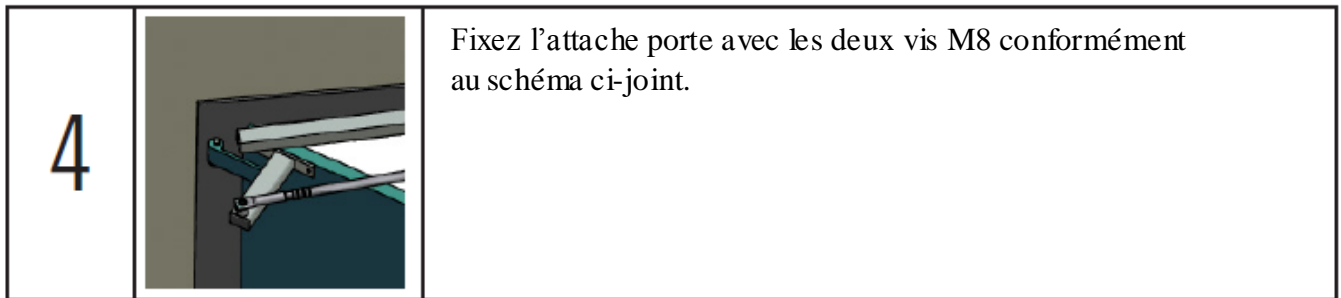 4
Fixez l’attache porte avec les deux vis M8 conformément
au schéma ci-joint.